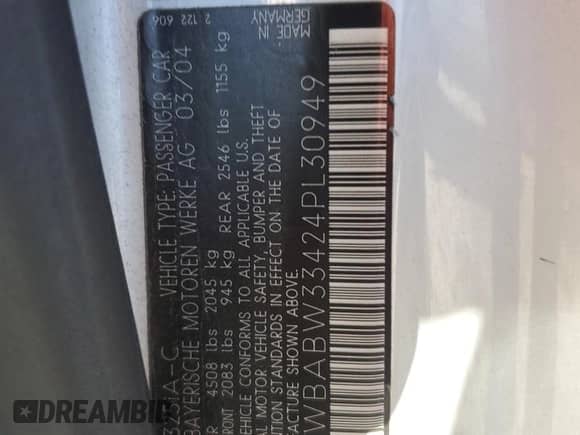 2 122 606
MADE IN
GERMANY
VEHICLE TYPE: PASSENGER CAR
BAYERISCHE MOTOREN WERKE AG 03/04
4508 lbs 2045 kg
FRONT 2083 lbs 945 kg REAR 2546 lbs 1155 kg
VEHICLE CONFORMS TO ALL APPLICABLE U.S.
MOTOR VEHICLE SAFETY, BUMPER AND THEFT
STANDARDS IN EFFECT ON THE DATE OF
SHOWN ABOVE.
WBABW33424PL30949
DREAMBID